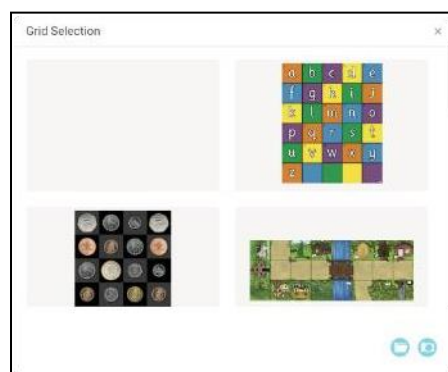 Grid Selection ×
a b c d e
f g h i j
k l m n o
p q r s t
u v w x y
z